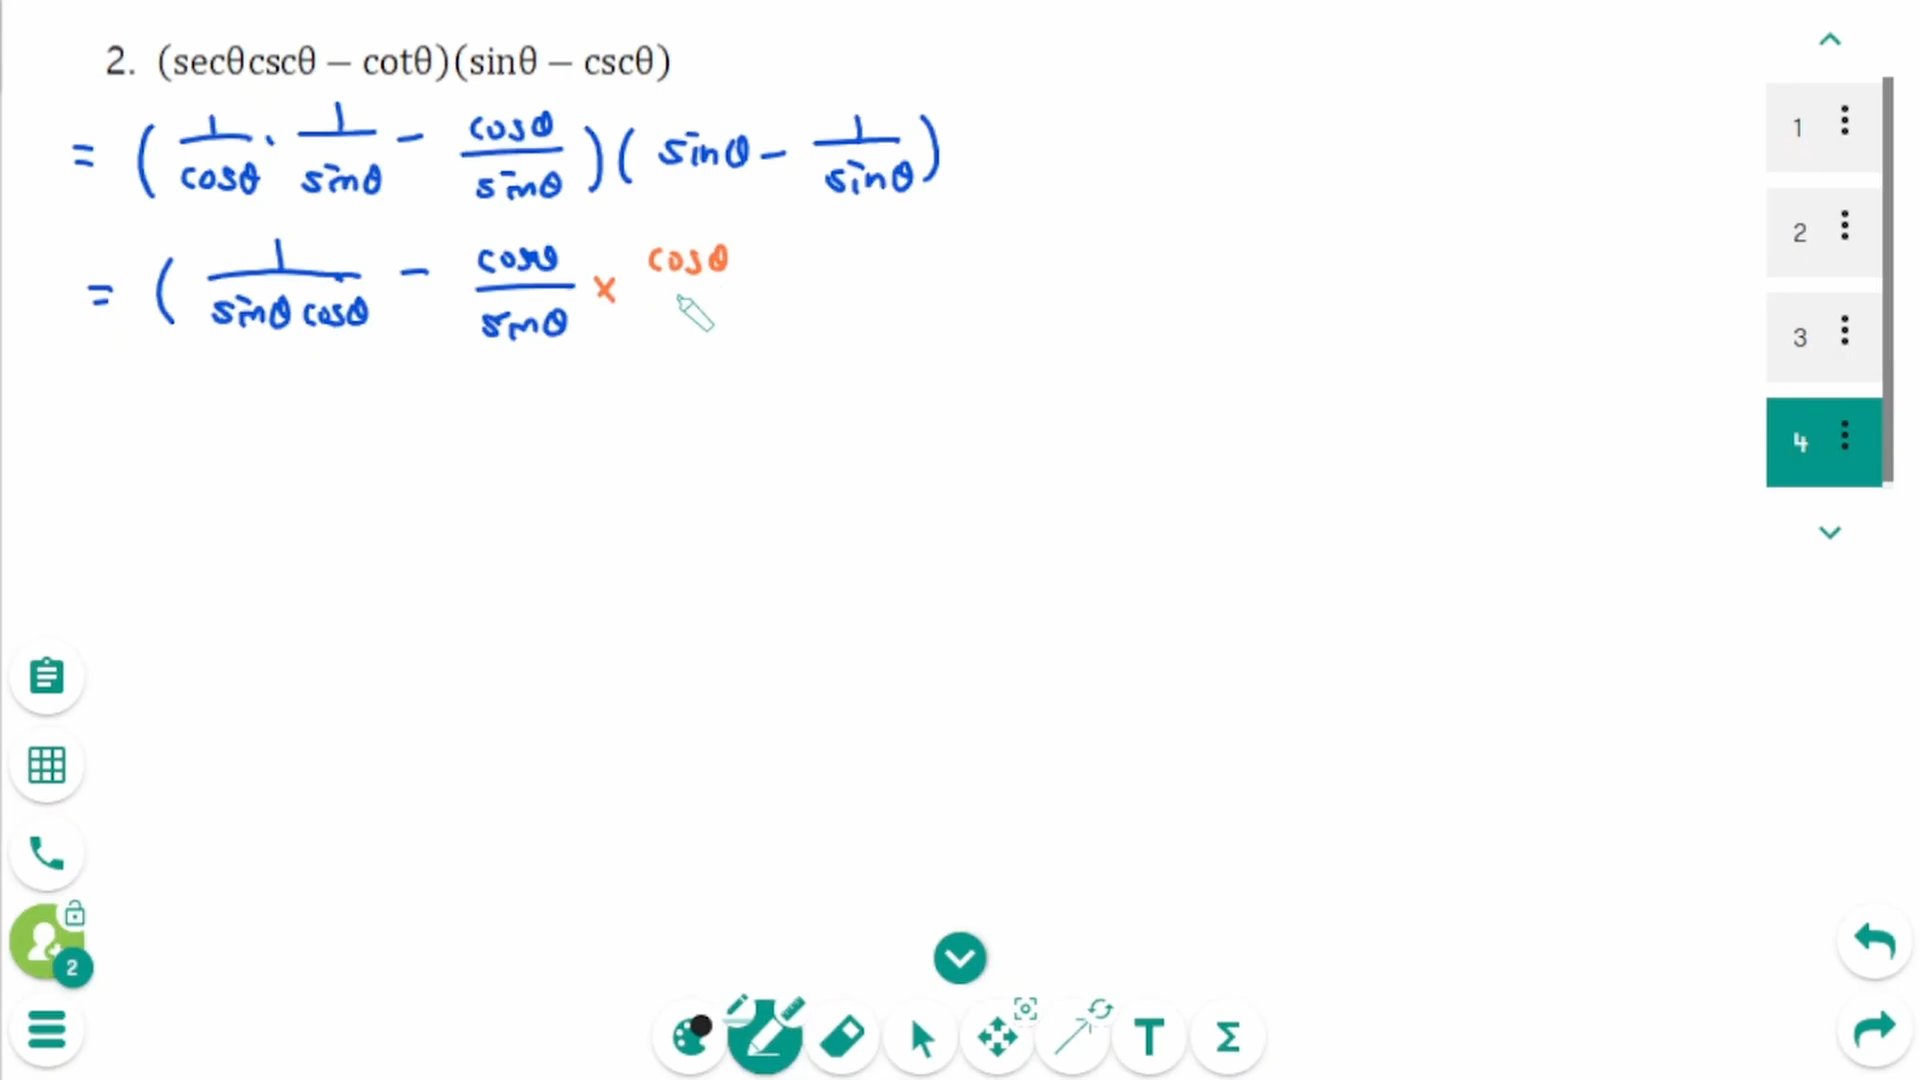 2. (secθcscθ − cotθ)(sinθ − cscθ)
= ( 1/cosθ · 1/sinθ − cosθ/sinθ )( sinθ − 1/sinθ )
= ( 1/sinθ cosθ − cosθ/sinθ × cosθ
1
2
3
4
2
T
Σ